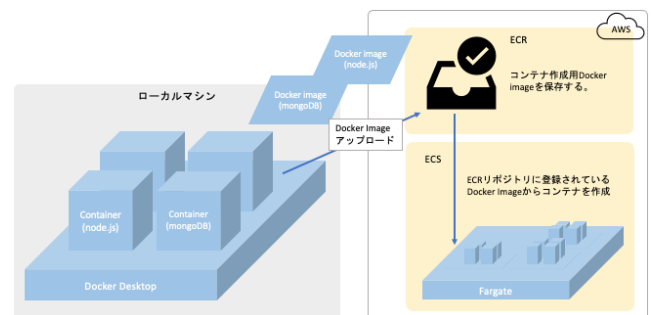 AWS
ECR
Docker image
(node.js)
コンテナ作成用Docker
imageを保存する。
Docker image
(mongoDB)
ローカルマシン
Docker Image
アップロード
ECS
ECRリポジトリに登録されている
Docker Imageからコンテナを作成
Container
(node.js)
Container
(mongoDB)
Docker Desktop
Fargate